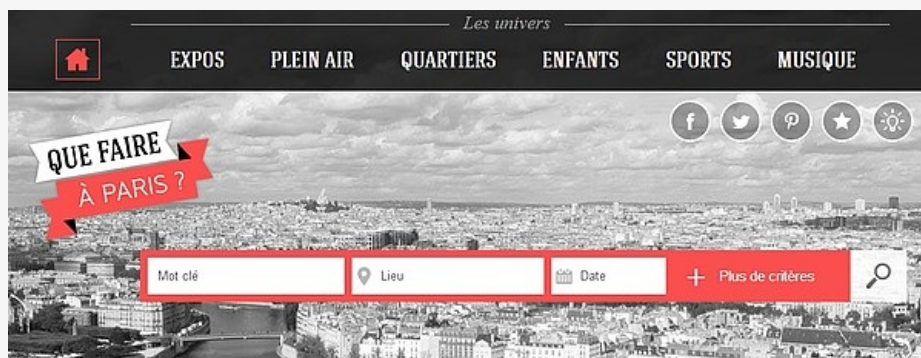 Les univers
EXPOS PLEIN AIR QUARTIERS ENFANTS SPORTS MUSIQUE
QUE FAIRE
À PARIS ?
Mot clé Lieu Date + Plus de critères